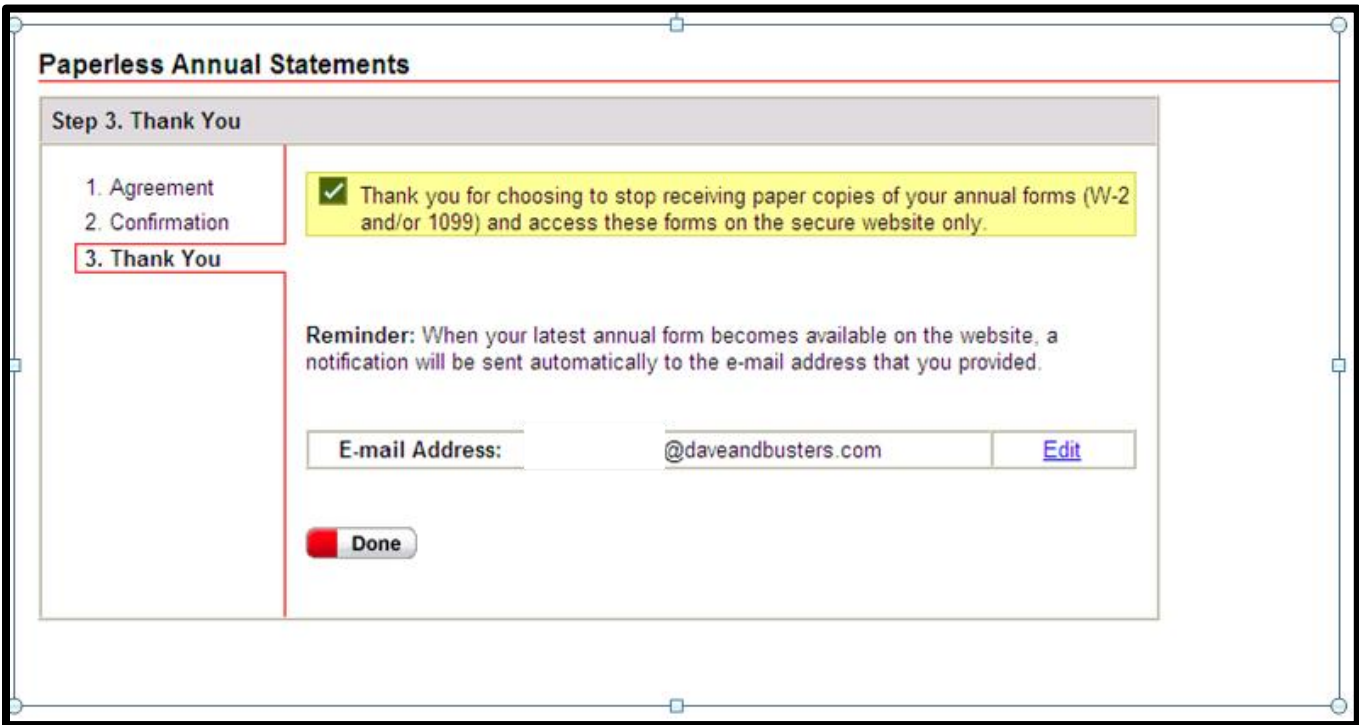 Paperless Annual Statements
Step 3. Thank You
1. Agreement
2. Confirmation
3. Thank You
Thank you for choosing to stop receiving paper copies of your annual forms (W-2
and/or 1099) and access these forms on the secure website only.
Reminder: When your latest annual form becomes available on the website, a
notification will be sent automatically to the e-mail address that you provided.
E-mail Address: @daveandbusters.com Edit
Done